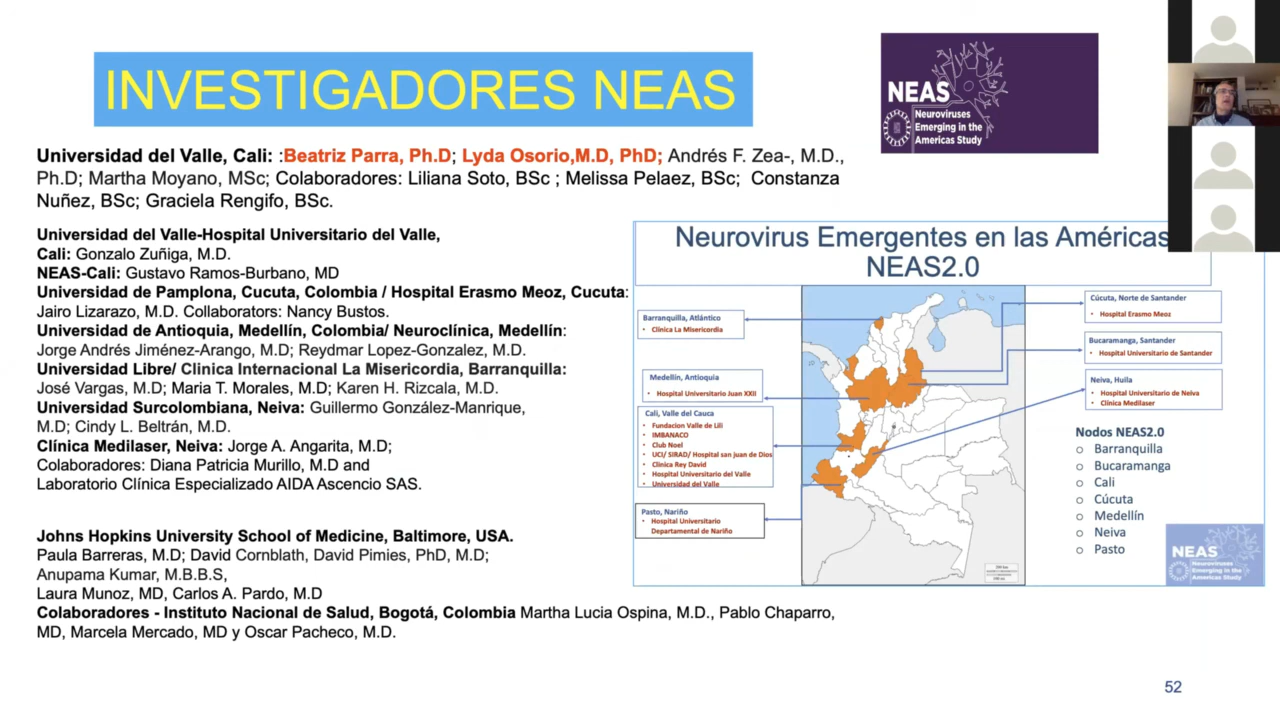 INVESTIGADORES NEAS
NEAS
Neuroviruses
Emerging in the
Americas Study
Universidad del Valle, Cali: :Beatriz Parra, Ph.D; Lyda Osorio,M.D, PhD; Andrés F. Zea-, M.D.,
Ph.D; Martha Moyano, MSc; Colaboradores: Liliana Soto, BSc ; Melissa Pelaez, BSc; Constanza
Nuñez, BSc; Graciela Rengifo, BSc.
Universidad del Valle-Hospital Universitario del Valle,
Cali: Gonzalo Zuñiga, M.D.
NEAS-Cali: Gustavo Ramos-Burbano, MD
Universidad de Pamplona, Cucuta, Colombia / Hospital Erasmo Meoz, Cucuta:
Jairo Lizarazo, M.D. Collaborators: Nancy Bustos.
Universidad de Antioquia, Medellín, Colombia/ Neuroclínica, Medellín:
Jorge Andrés Jiménez-Arango, M.D; Reydmar Lopez-Gonzalez, M.D.
Universidad Libre/ Clinica Internacional La Misericordia, Barranquilla:
José Vargas, M.D; Maria T. Morales, M.D; Karen H. Rizcala, M.D.
Universidad Surcolombiana, Neiva: Guillermo González-Manrique,
M.D; Cindy L. Beltrán, M.D.
Clínica Medilaser, Neiva: Jorge A. Angarita, M.D;
Colaboradores: Diana Patricia Murillo, M.D and
Laboratorio Clínica Especializado AIDA Ascencio SAS.
Johns Hopkins University School of Medicine, Baltimore, USA.
Paula Barreras, M.D; David Cornblath, David Pimies, PhD, M.D;
Anupama Kumar, M.B.B.S,
Laura Munoz, MD, Carlos A. Pardo, M.D
Colaboradores - Instituto Nacional de Salud, Bogotá, Colombia Martha Lucia Ospina, M.D., Pablo Chaparro,
MD, Marcela Mercado, MD y Oscar Pacheco, M.D.
Neurovirus Emergentes en las Américas
NEAS2.0
Barranquilla, Atlántico
• Clínica La Misericordia
Medellín, Antioquia
• Hospital Universitario Juan XXII
Cali, Valle del Cauca
• Fundacion Valle de Lili
• IMBANACO
• Club Noel
• UCI/ SIRAD/ Hospital san juan de Dios
• Clinica Rey David
• Hospital Universitario del Valle
• Universidad del Valle
Pasto, Nariño
• Hospital Universitario
Departamental de Nariño
Cúcuta, Norte de Santander
• Hospital Erasmo Meoz
Bucaramanga, Santander
• Hospital Universitario de Santander
Neiva, Huila
• Hospital Universitario de Neiva
• Clínica Medilaser
Nodos NEAS2.0
o Barranquilla
o Bucaramanga
o Cali
o Cúcuta
o Medellín
o Neiva
o Pasto
NEAS
Neuroviruses
Emerging in the
Americas Study
52